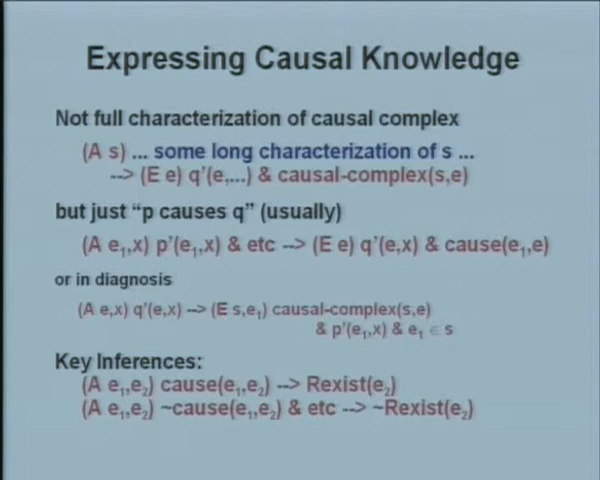 Expressing Causal Knowledge
Not full characterization of causal complex
(A s) ... some long characterization of s ...
--> (E e) q'(e,...) & causal-complex(s,e)
but just "p causes q" (usually)
(A e₁,x) p'(e₁,x) & etc --> (E e) q'(e,x) & cause(e₁,e)
or in diagnosis
(A e,x) q'(e,x) --> (E s,e₁) causal-complex(s,e)
& p'(e₁,x) & e₁ ∈ s
Key Inferences:
(A e₁,e₂) cause(e₁,e₂) --> Rexist(e₂)
(A e₁,e₂) ~cause(e₁,e₂) & etc --> ~Rexist(e₂)